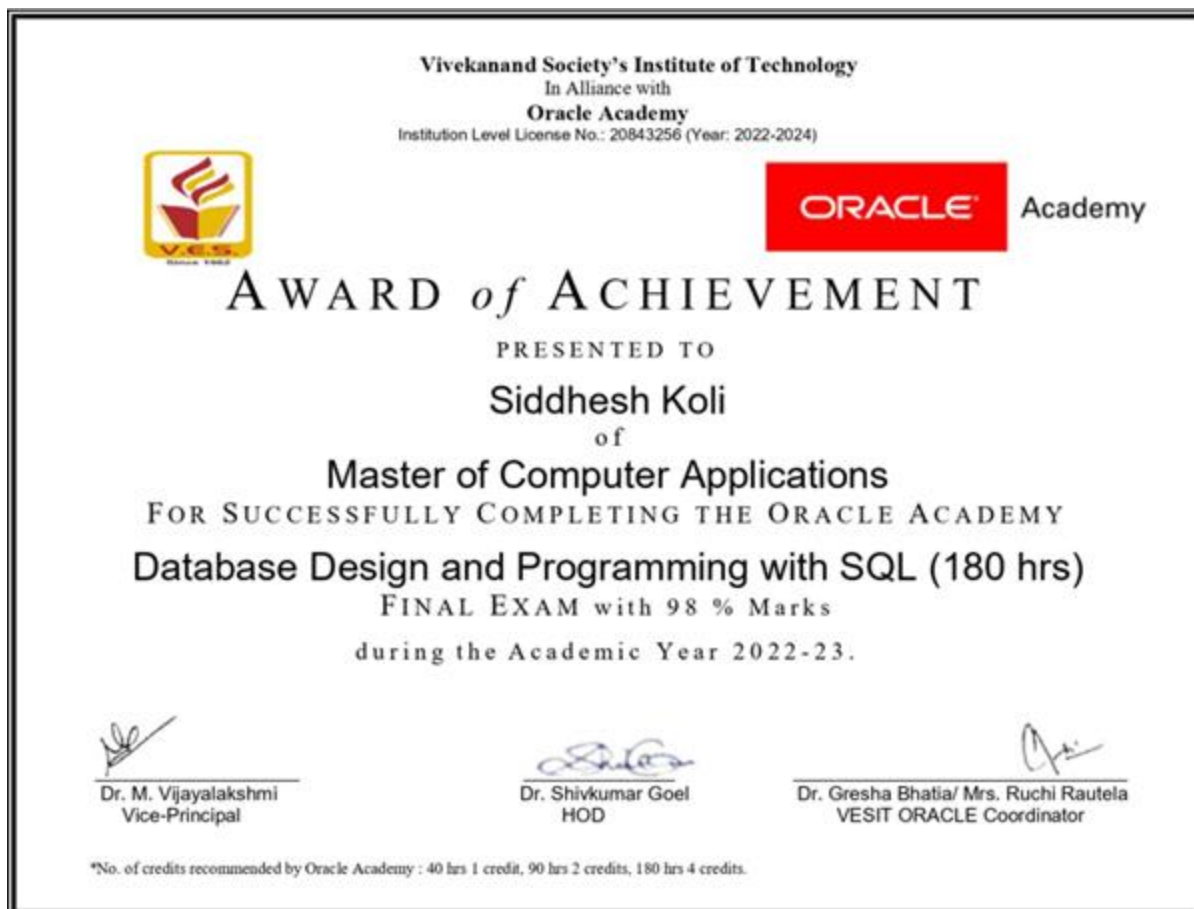 Vivekanand Society's Institute of Technology
In Alliance with
Oracle Academy
Institution Level License No.: 20843256 (Year: 2022-2024)
V.E.S.
Since 1962
ORACLE Academy
AWARD of ACHIEVEMENT
PRESENTED TO
Siddhesh Koli
of
Master of Computer Applications
FOR SUCCESSFULLY COMPLETING THE ORACLE ACADEMY
Database Design and Programming with SQL (180 hrs)
FINAL EXAM with 98 % Marks
during the Academic Year 2022-23.
Dr. M. Vijayalakshmi
Vice-Principal
Dr. Shivkumar Goel
HOD
Dr. Gresha Bhatia/ Mrs. Ruchi Rautela
VESIT ORACLE Coordinator
*No. of credits recommended by Oracle Academy : 40 hrs 1 credit, 90 hrs 2 credits, 180 hrs 4 credits.